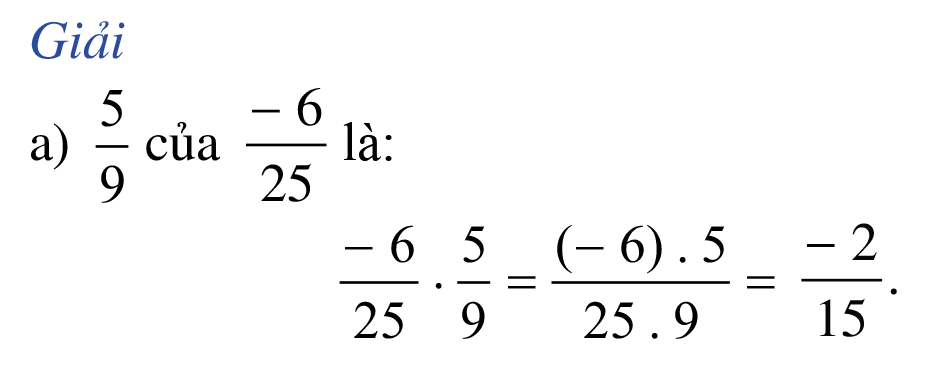 Giải
a) 5/9 của −6/25 là:
−6/25 · 5/9 = (−6) . 5/25 . 9 = −2/15.